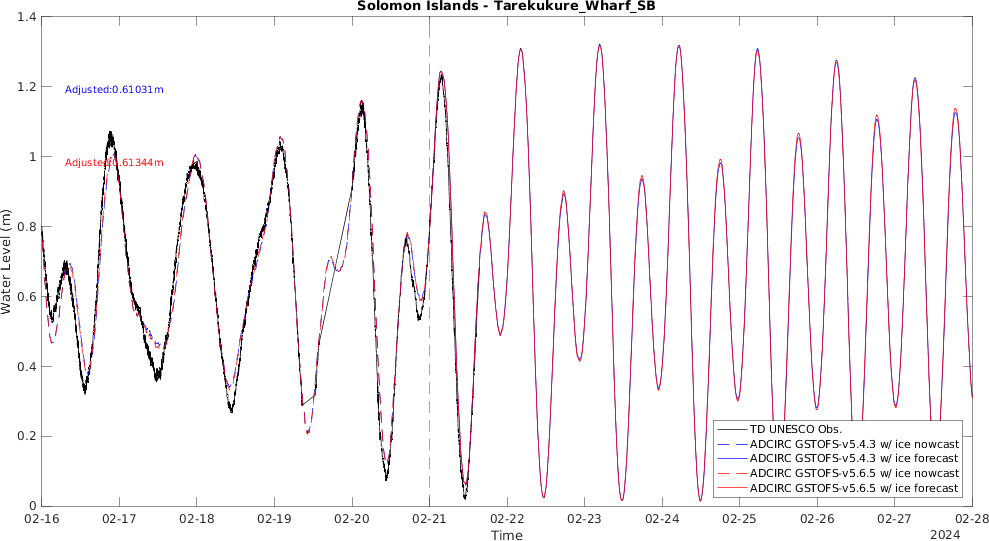 Solomon Islands - Tarekukure_Wharf_SB
1.4
1.2
1
0.8
0.6
0.4
0.2
0
Water Level (m)
Adjusted:0.61031m
Adjusted:0.61344m
TD UNESCO Obs.
ADCIRC GSTOFS-v5.4.3 w/ ice nowcast
ADCIRC GSTOFS-v5.4.3 w/ ice forecast
ADCIRC GSTOFS-v5.6.5 w/ ice nowcast
ADCIRC GSTOFS-v5.6.5 w/ ice forecast
02-16 02-17 02-18 02-19 02-20 02-21 02-22 02-23 02-24 02-25 02-26 02-27 02-28
Time
2024